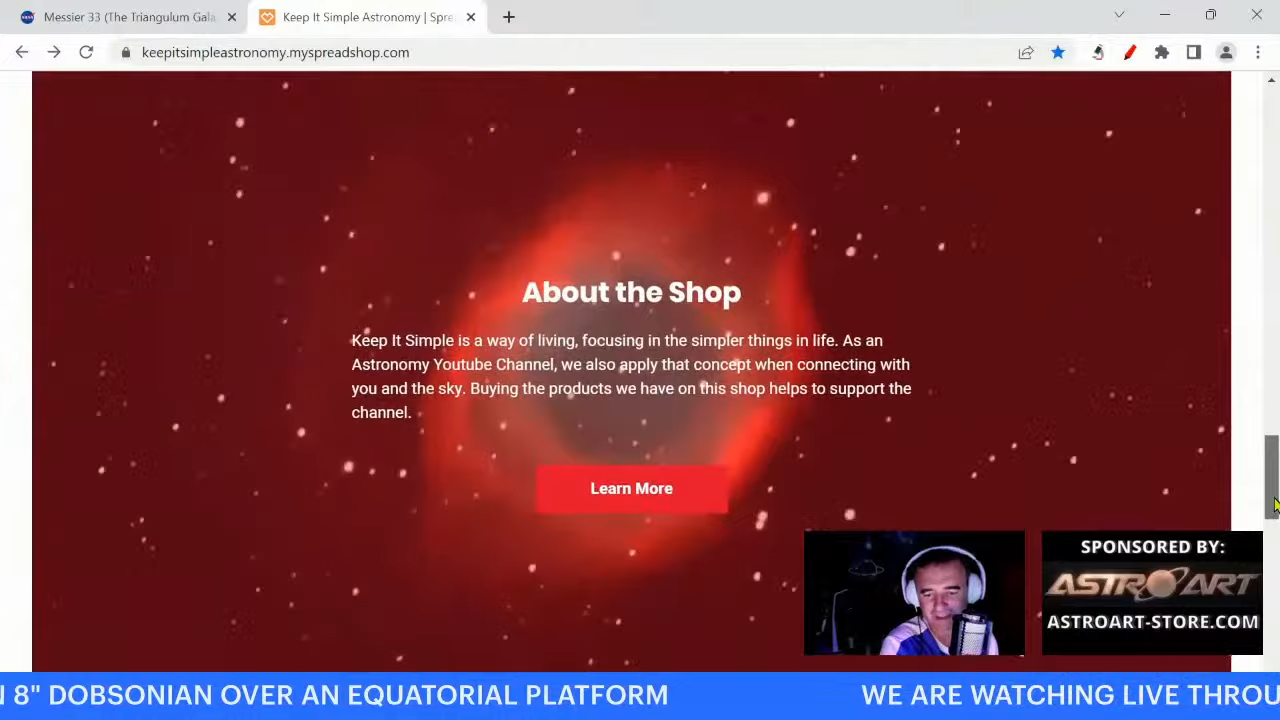 Messier 33 (The Triangulum Gala
Keep It Simple Astronomy | Spre
keepitsimpleastronomy.myspreadshop.com
About the Shop
Keep It Simple is a way of living, focusing in the simpler things in life. As an
Astronomy Youtube Channel, we also apply that concept when connecting with
you and the sky. Buying the products we have on this shop helps to support the
channel.
Learn More
SPONSORED BY:
ASTROART
ASTROART-STORE.COM
N 8" DOBSONIAN OVER AN EQUATORIAL PLATFORM
WE ARE WATCHING LIVE THROU